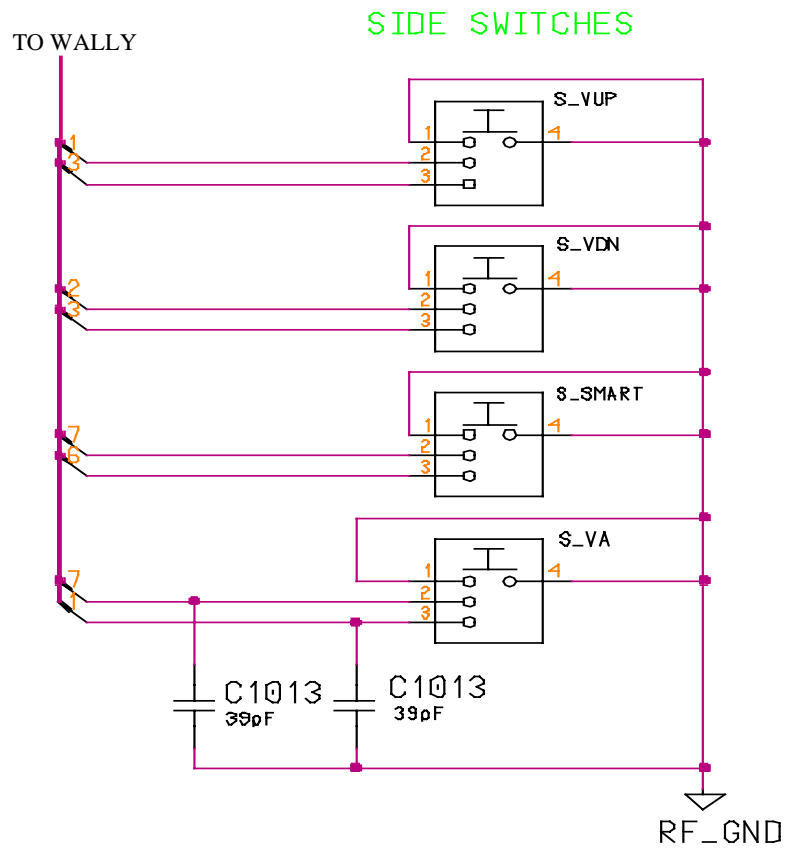 SIDE SWITCHES
TO WALLY
S_VUP
1
1 4
3
2
3
S_VDN
1 4
2
2
3
3
S_SMART
1 4
7
2
6
3
S_VA
1 4
7
2
1
3
C1013
39pF
C1013
39pF
RF_GND